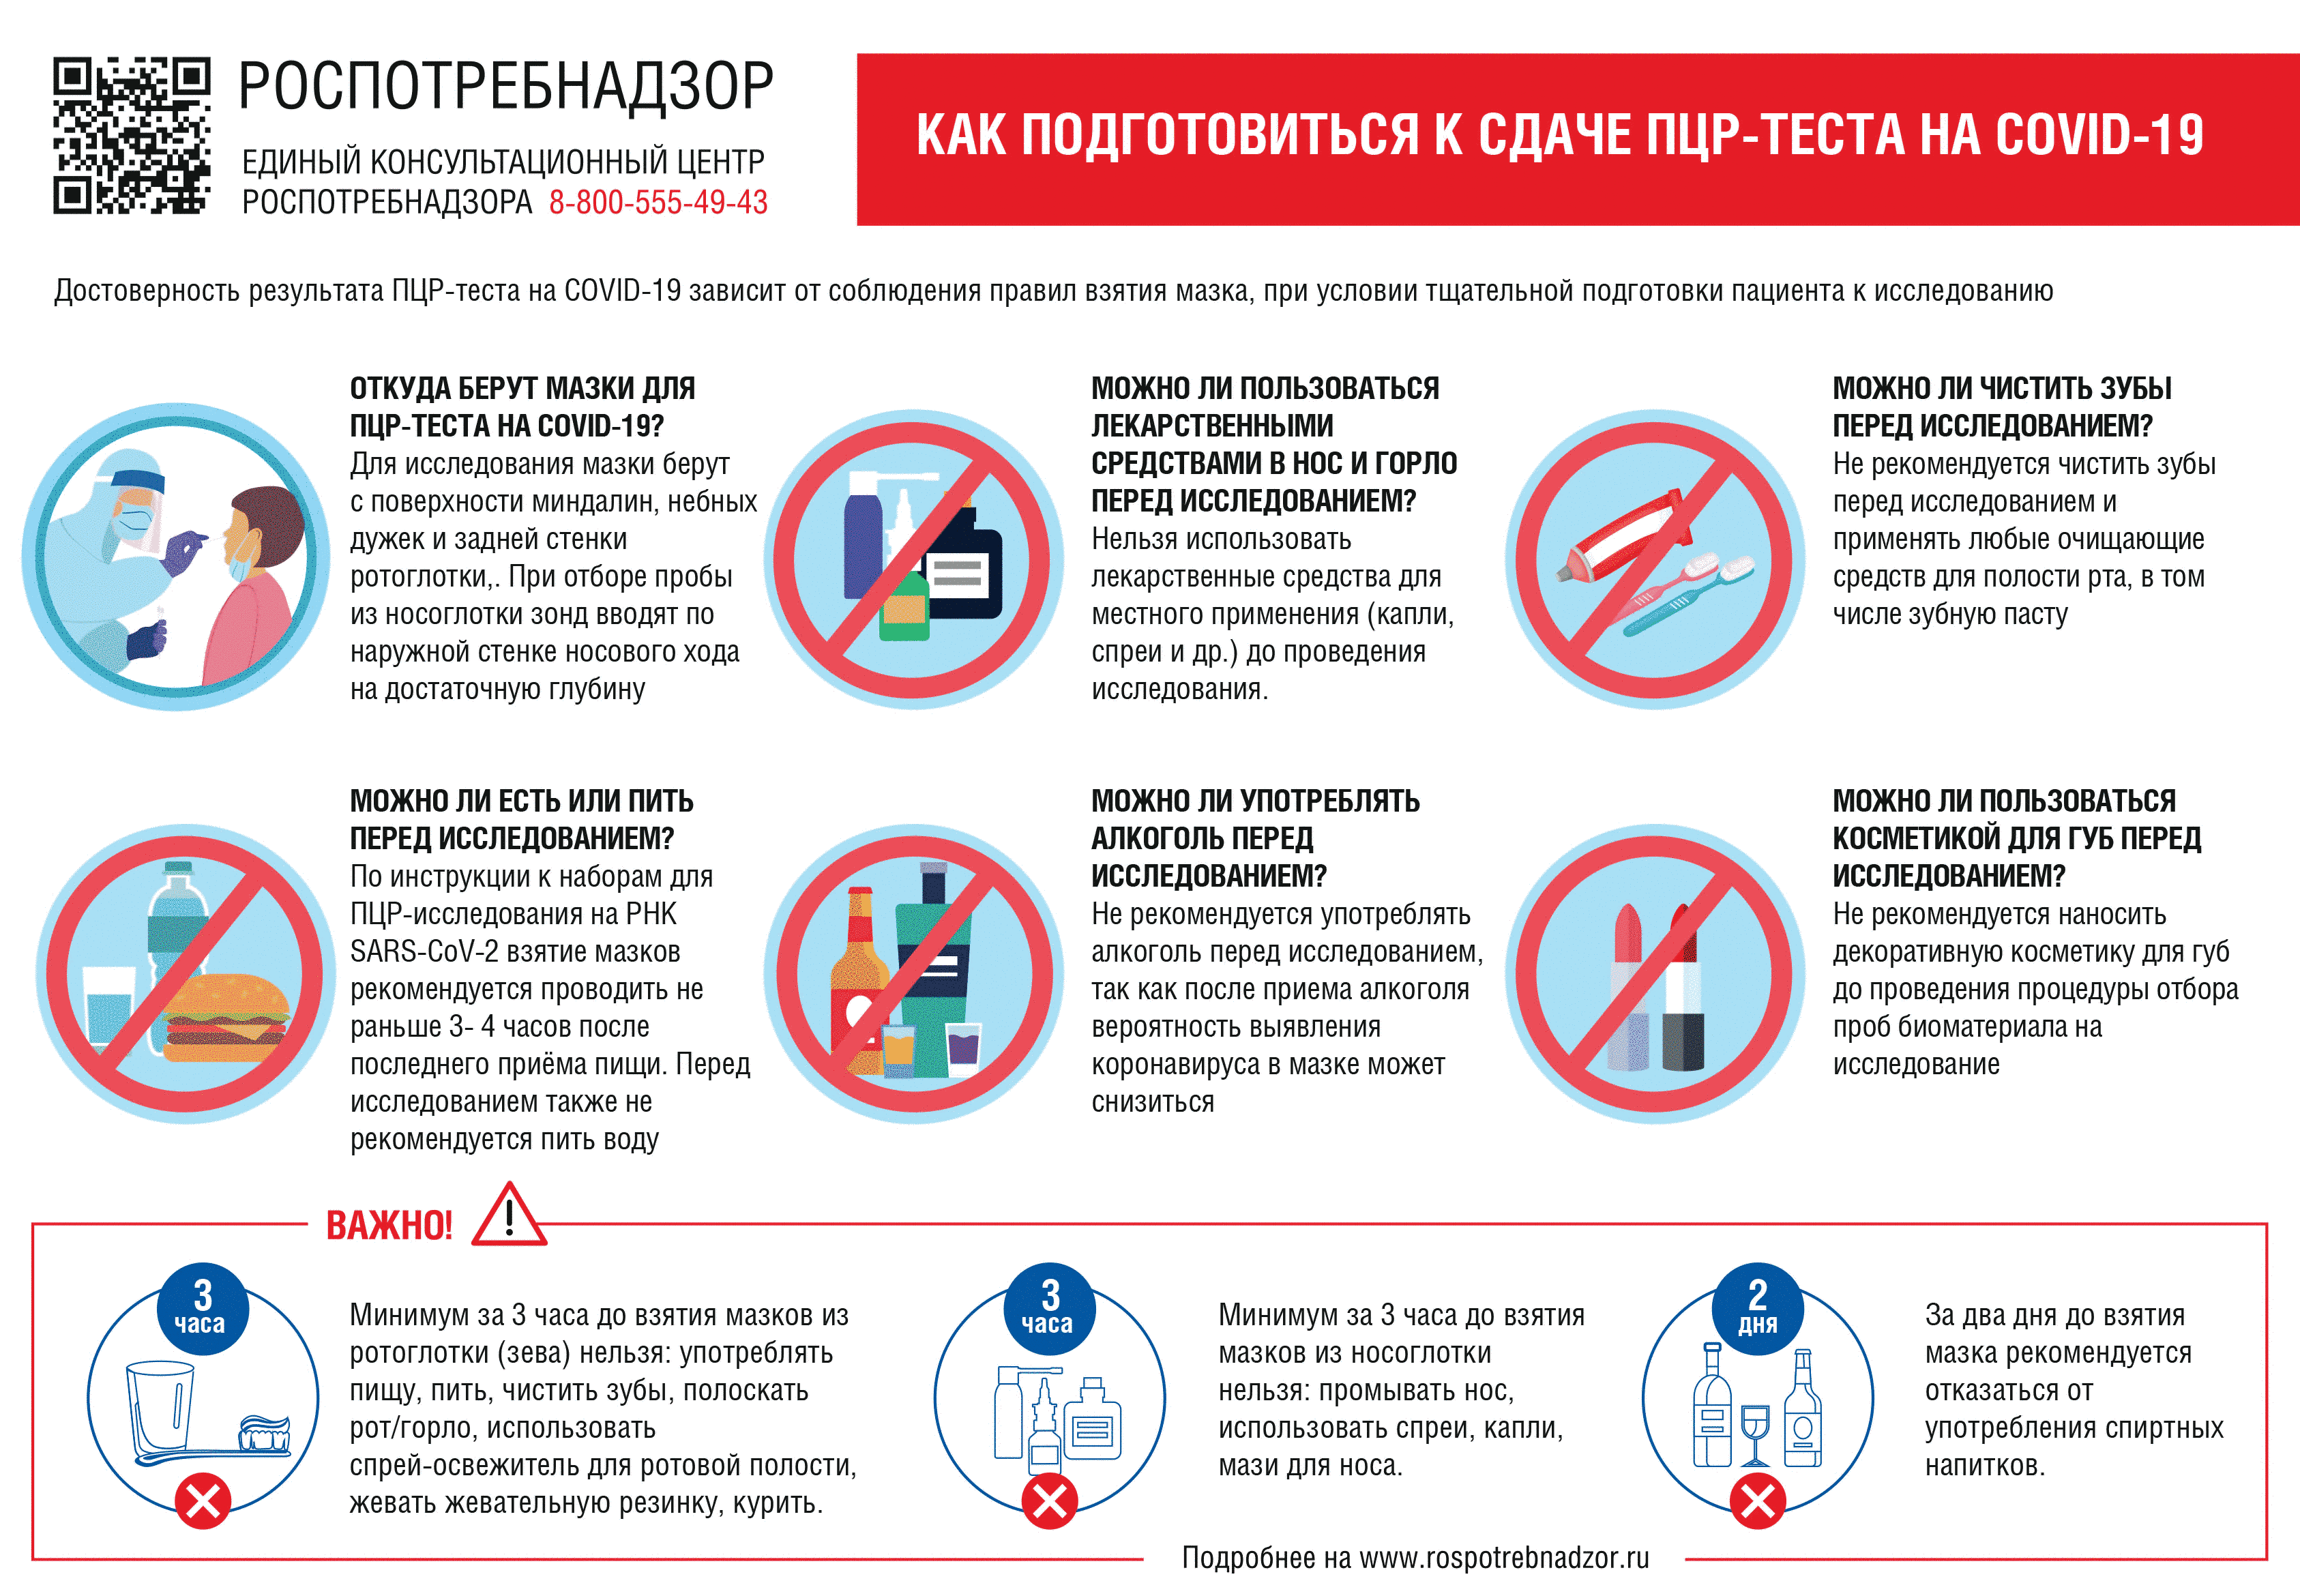 РОСПОТРЕБНАДЗОР
ЕДИНЫЙ КОНСУЛЬТАЦИОННЫЙ ЦЕНТР
РОСПОТРЕБНАДЗОРА 8-800-555-49-43
КАК ПОДГОТОВИТЬСЯ К СДАЧЕ ПЦР-ТЕСТА НА COVID-19
Достоверность результата ПЦР-теста на COVID-19 зависит от соблюдения правил взятия мазка, при условии тщательной подготовки пациента к исследованию
ОТКУДА БЕРУТ МАЗКИ ДЛЯ
ПЦР-ТЕСТА НА COVID-19?
Для исследования мазки берут
с поверхности миндалин, небных
дужек и задней стенки
ротоглотки,. При отборе пробы
из носоглотки зонд вводят по
наружной стенке носового хода
на достаточную глубину
МОЖНО ЛИ ПОЛЬЗОВАТЬСЯ
ЛЕКАРСТВЕННЫМИ
СРЕДСТВАМИ В НОС И ГОРЛО
ПЕРЕД ИССЛЕДОВАНИЕМ?
Нельзя использовать
лекарственные средства для
местного применения (капли,
спреи и др.) до проведения
исследования.
МОЖНО ЛИ ЧИСТИТЬ ЗУБЫ
ПЕРЕД ИССЛЕДОВАНИЕМ?
Не рекомендуется чистить зубы
перед исследованием и
применять любые очищающие
средств для полости рта, в том
числе зубную пасту
МОЖНО ЛИ ЕСТЬ ИЛИ ПИТЬ
ПЕРЕД ИССЛЕДОВАНИЕМ?
По инструкции к наборам для
ПЦР-исследования на РНК
SARS-CoV-2 взятие мазков
рекомендуется проводить не
раньше 3- 4 часов после
последнего приёма пищи. Перед
исследованием также не
рекомендуется пить воду
МОЖНО ЛИ УПОТРЕБЛЯТЬ
АЛКОГОЛЬ ПЕРЕД
ИССЛЕДОВАНИЕМ?
Не рекомендуется употреблять
алкоголь перед исследованием,
так как после приема алкоголя
вероятность выявления
коронавируса в мазке может
снизиться
МОЖНО ЛИ ПОЛЬЗОВАТЬСЯ
КОСМЕТИКОЙ ДЛЯ ГУБ ПЕРЕД
ИССЛЕДОВАНИЕМ?
Не рекомендуется наносить
декоративную косметику для губ
до проведения процедуры отбора
проб биоматериала на
исследование
ВАЖНО!
3
часа
Минимум за 3 часа до взятия мазков из
ротоглотки (зева) нельзя: употреблять
пищу, пить, чистить зубы, полоскать
рот/горло, использовать
спрей-освежитель для ротовой полости,
жевать жевательную резинку, курить.
3
часа
Минимум за 3 часа до взятия
мазков из носоглотки
нельзя: промывать нос,
использовать спреи, капли,
мази для носа.
2
дня
За два дня до взятия
мазка рекомендуется
отказаться от
употребления спиртных
напитков.
Подробнее на www.rospotrebnadzor.ru